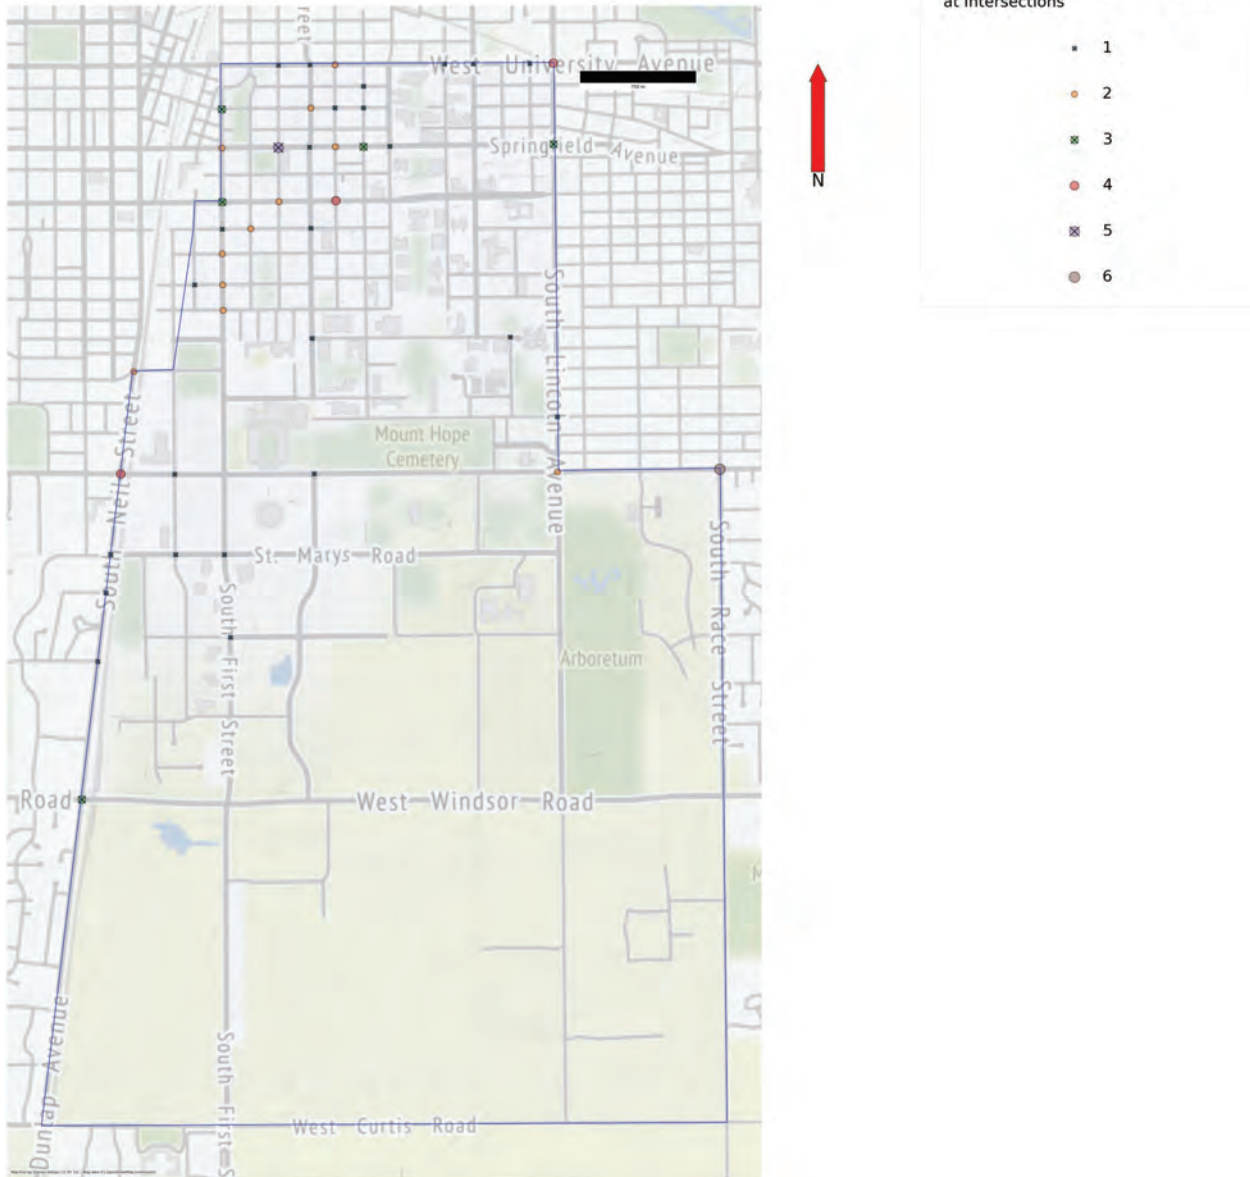 at Intersections
1
2
3
4
5
6
N
reet
West University Avenue
750 m
Springfield Avenue
South Lincoln Avenue
South Neil Street
Mount Hope
Cemetery
St. Marys Road
South First Street
South Race Street
Arboretum
Road
West Windsor Road
M
Dunlap Avenue
South First S
West Curtis Road